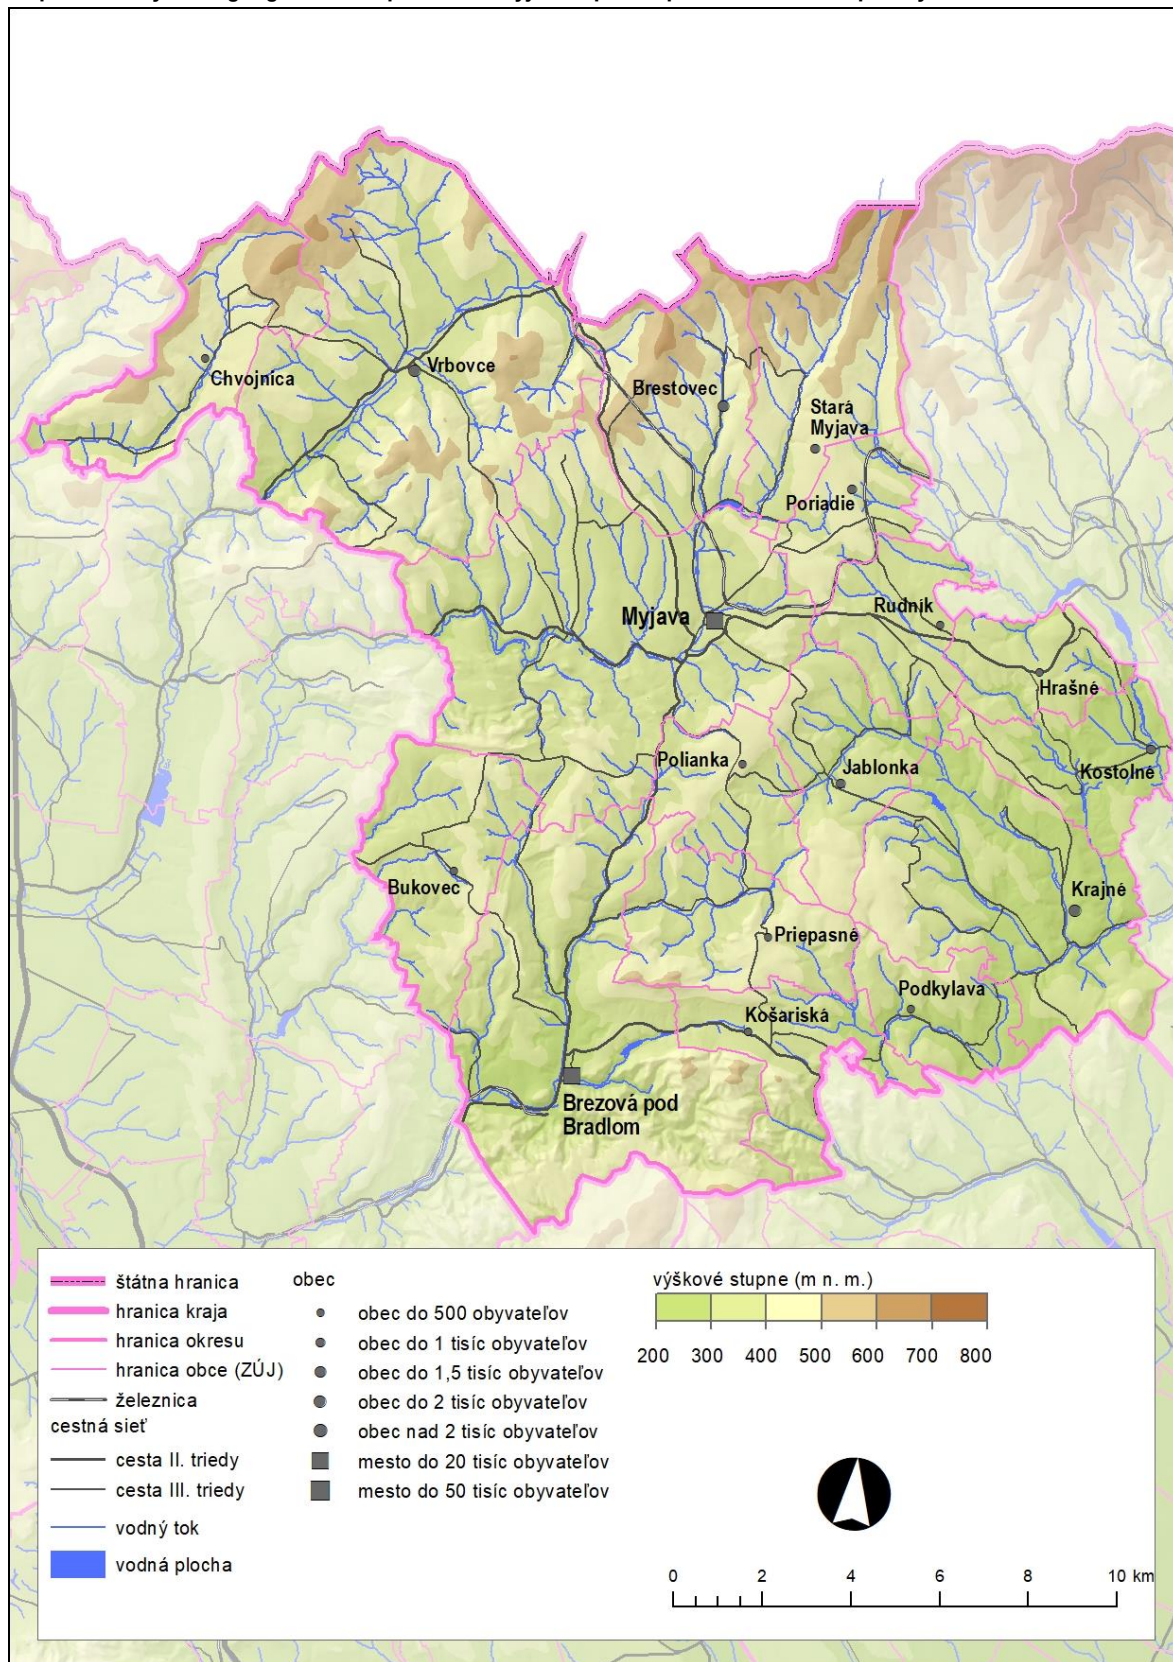 Chvojnica
Vrbovce
Brestovec
Stará
Myjava
Poriadie
Myjava
Rudník
Hrašné
Polianka
Jablonka
Kostolné
Bukovec
Krajné
Priepasné
Podkylava
Košariská
Brezová pod
Bradlom
štátna hranica
hranica kraja
hranica okresu
hranica obce (ZÚJ)
železnica
cestná sieť
cesta II. triedy
cesta III. triedy
vodný tok
vodná plocha
obec
obec do 500 obyvateľov
obec do 1 tisíc obyvateľov
obec do 1,5 tisíc obyvateľov
obec do 2 tisíc obyvateľov
obec nad 2 tisíc obyvateľov
mesto do 20 tisíc obyvateľov
mesto do 50 tisíc obyvateľov
výškové stupne (m n. m.)
200 300 400 500 600 700 800
0 2 4 6 8 10 km